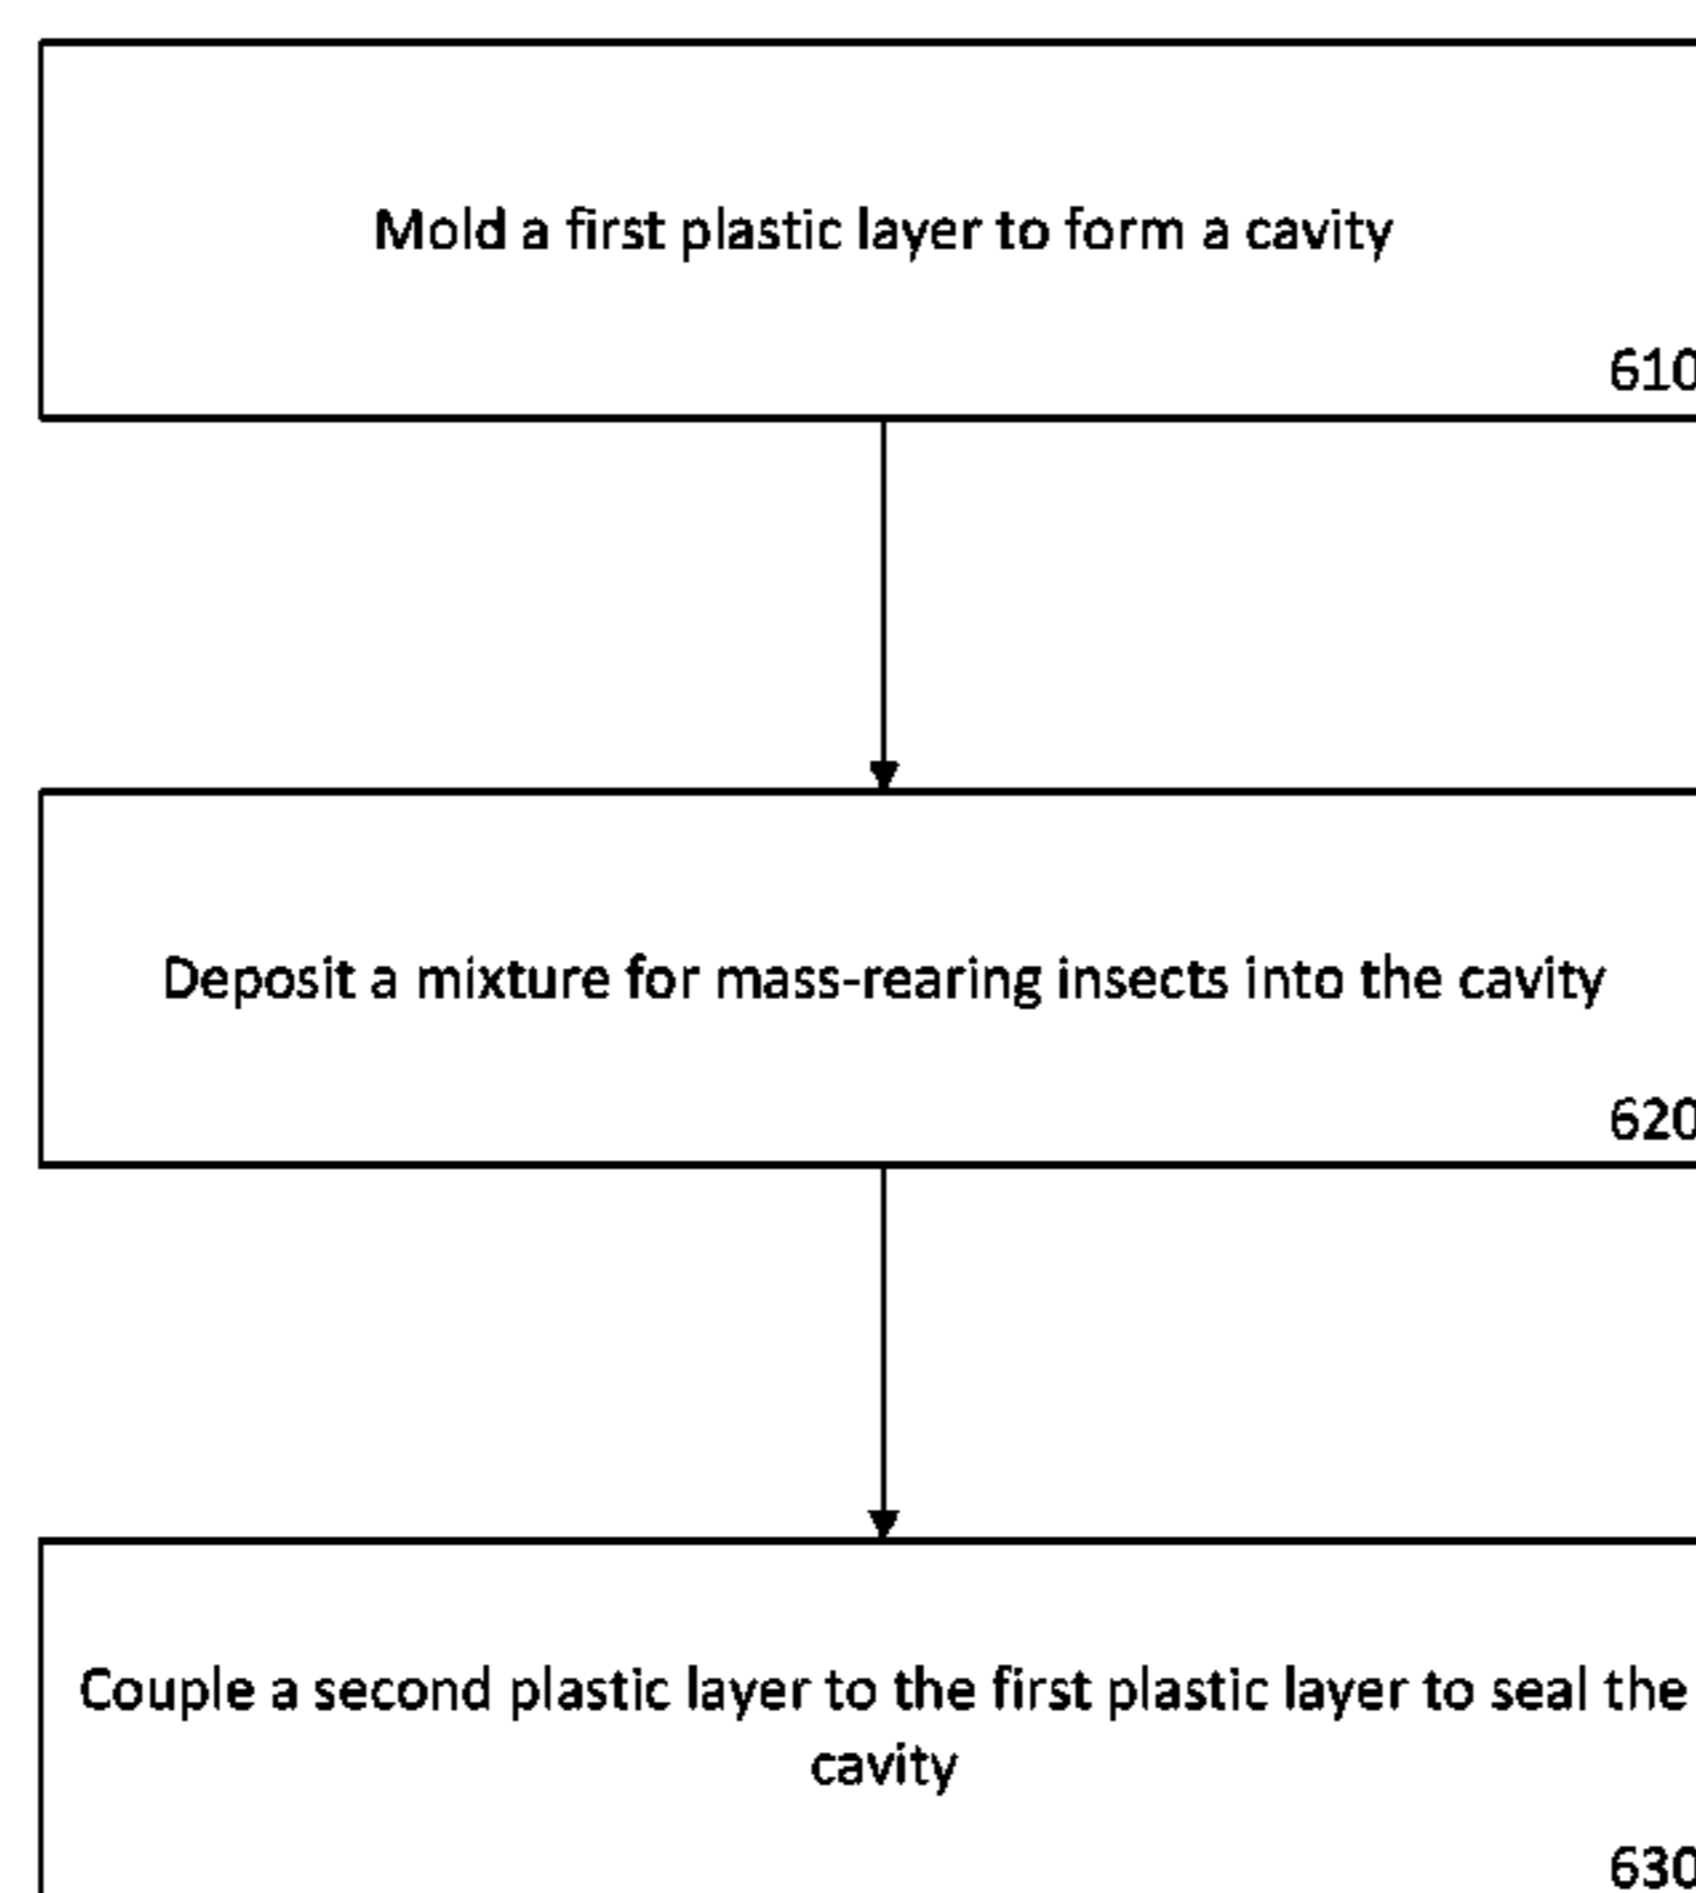 Mold a first plastic layer to form a cavity
610
Deposit a mixture for mass-rearing insects into the cavity
620
Couple a second plastic layer to the first plastic layer to seal the
cavity
630